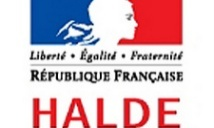 Liberté • Égalité • Fraternité
RÉPUBLIQUE FRANÇAISE
HALDE